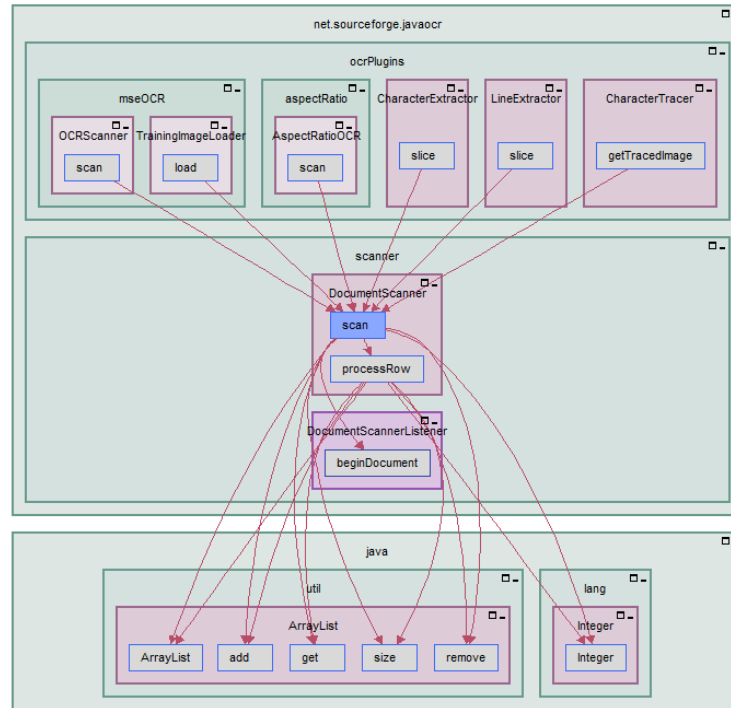 net.sourceforge.javaocr
ocrPlugins
mseOCR
aspectRatio
CharacterExtractor
LineExtractor
CharacterTracer
OCRScanner
TrainingImageLoader
AspectRatioOCR
scan
load
scan
slice
slice
getTracedImage
scanner
DocumentScanner
scan
processRow
DocumentScannerListener
beginDocument
java
util
lang
ArrayList
Integer
ArrayList
add
get
size
remove
Integer